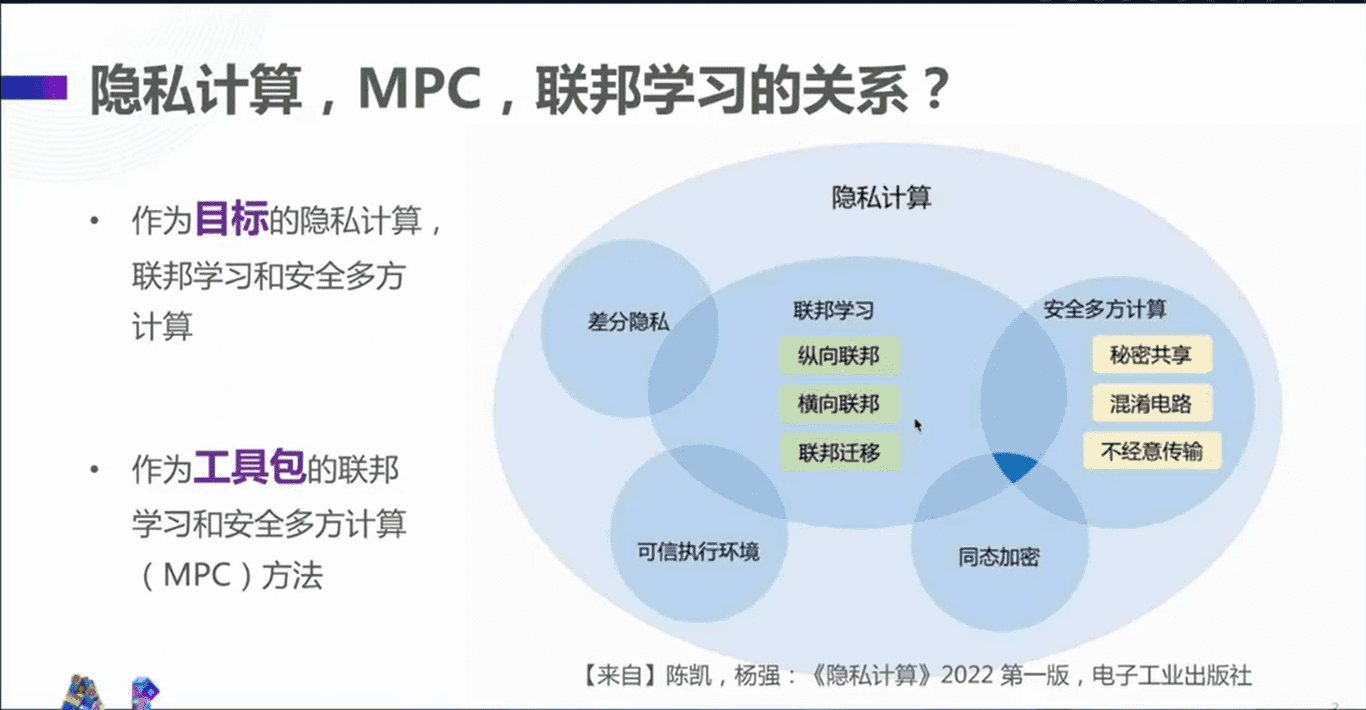 隐私计算，MPC，联邦学习的关系？
• 作为目标的隐私计算，
联邦学习和安全多方
计算
• 作为工具包的联邦
学习和安全多方计算
（MPC）方法
隐私计算
差分隐私
联邦学习
纵向联邦
横向联邦
联邦迁移
安全多方计算
秘密共享
混淆电路
不经意传输
可信执行环境
同态加密
【来自】陈凯，杨强：《隐私计算》2022 第一版，电子工业出版社